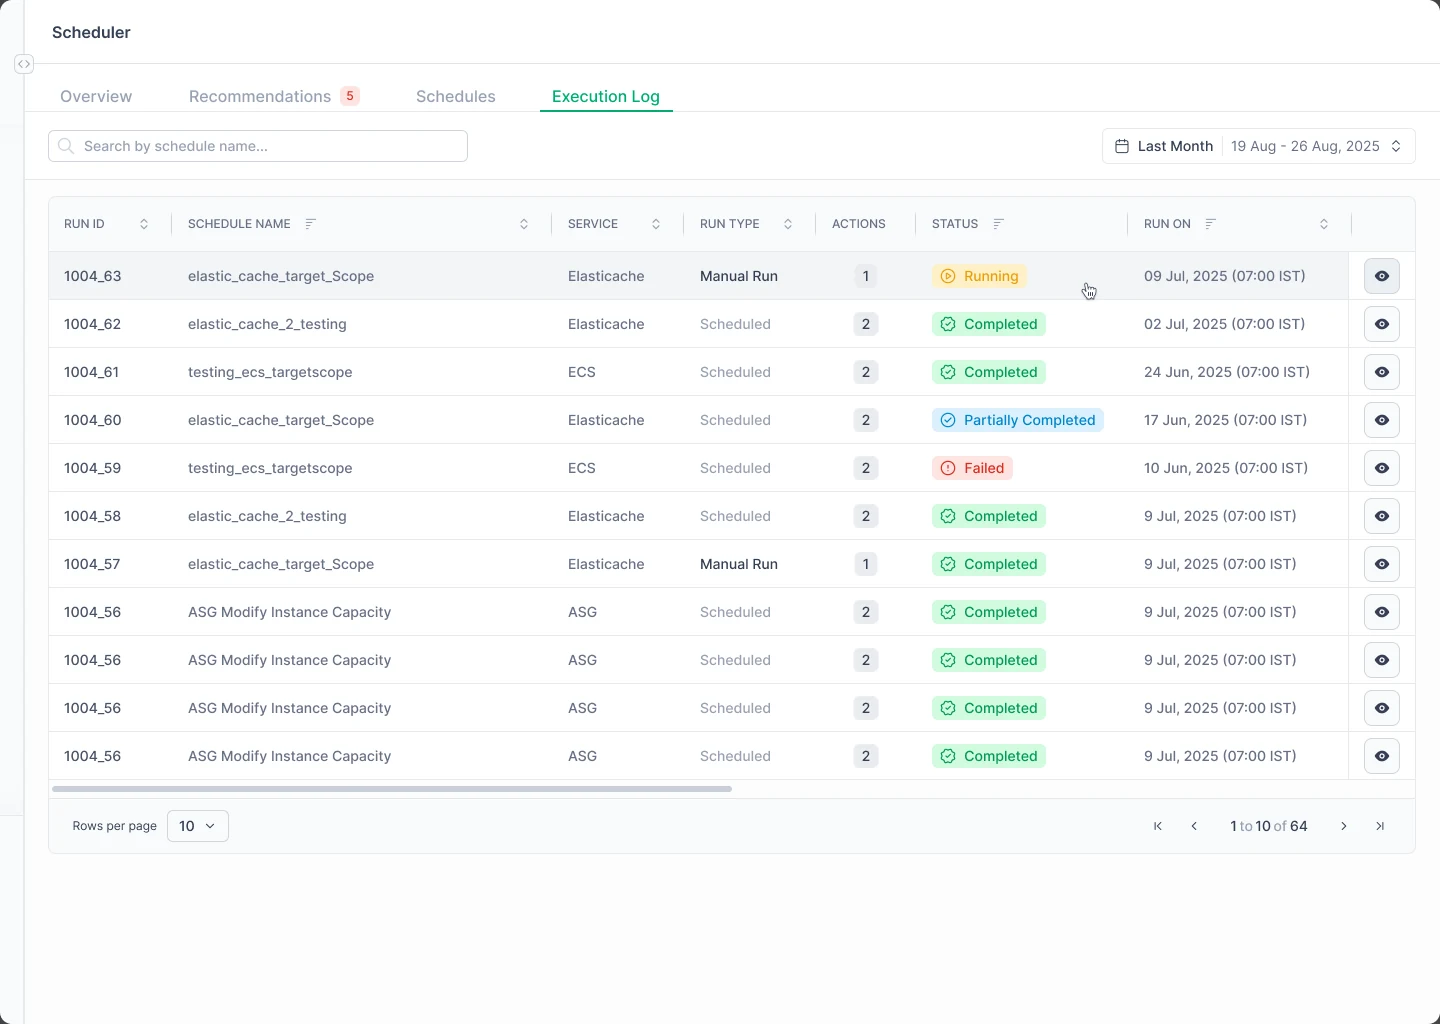 Scheduler
Overview Recommendations 5 Schedules Execution Log
Search by schedule name... Last Month 19 Aug - 26 Aug, 2025
RUN ID SCHEDULE NAME SERVICE RUN TYPE ACTIONS STATUS RUN ON
1004_63 elastic_cache_target_Scope Elasticache Manual Run 1 Running 09 Jul, 2025 (07:00 IST)
1004_62 elastic_cache_2_testing Elasticache Scheduled 2 Completed 02 Jul, 2025 (07:00 IST)
1004_61 testing_ecs_targetscope ECS Scheduled 2 Completed 24 Jun, 2025 (07:00 IST)
1004_60 elastic_cache_target_Scope Elasticache Scheduled 2 Partially Completed 17 Jun, 2025 (07:00 IST)
1004_59 testing_ecs_targetscope ECS Scheduled 2 Failed 10 Jun, 2025 (07:00 IST)
1004_58 elastic_cache_2_testing Elasticache Scheduled 2 Completed 9 Jul, 2025 (07:00 IST)
1004_57 elastic_cache_target_Scope Elasticache Manual Run 1 Completed 9 Jul, 2025 (07:00 IST)
1004_56 ASG Modify Instance Capacity ASG Scheduled 2 Completed 9 Jul, 2025 (07:00 IST)
1004_56 ASG Modify Instance Capacity ASG Scheduled 2 Completed 9 Jul, 2025 (07:00 IST)
1004_56 ASG Modify Instance Capacity ASG Scheduled 2 Completed 9 Jul, 2025 (07:00 IST)
1004_56 ASG Modify Instance Capacity ASG Scheduled 2 Completed 9 Jul, 2025 (07:00 IST)
Rows per page 10 1 to 10 of 64